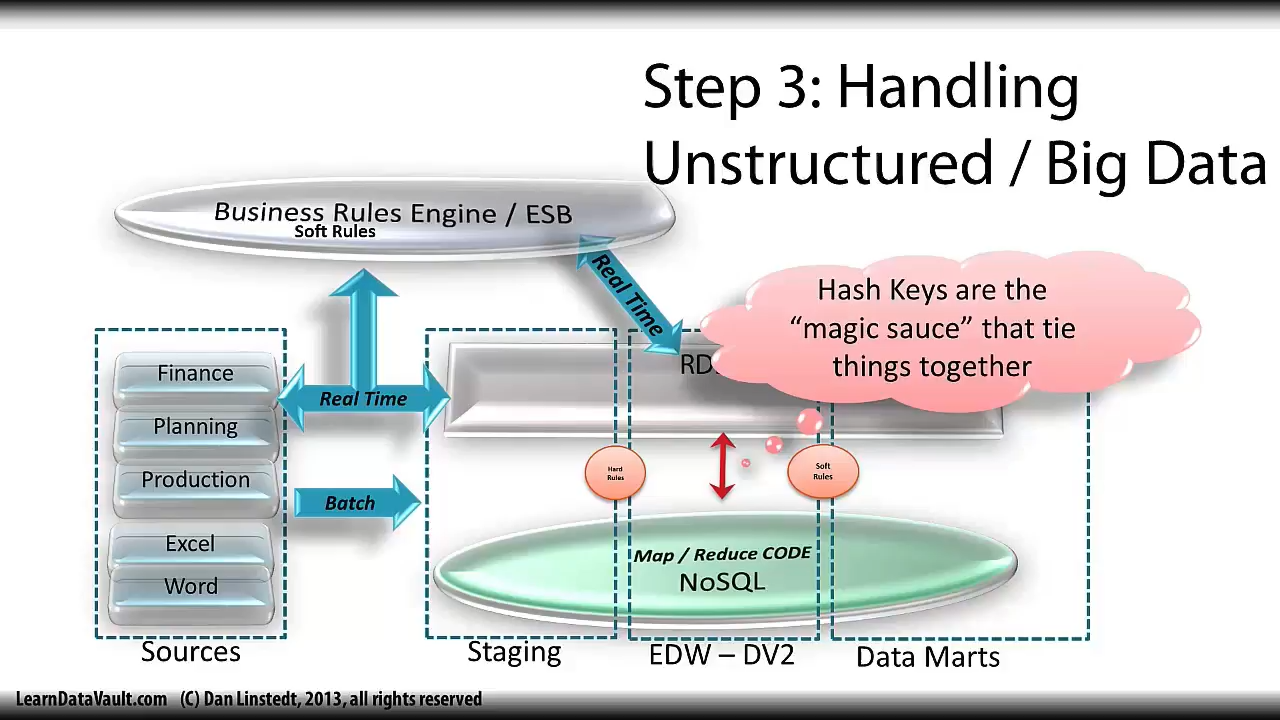 Step 3: Handling
Unstructured / Big Data
Business Rules Engine / ESB
Soft Rules
Real Time
Hash Keys are the
“magic sauce” that tie
things together
Finance
Planning
Production
Excel
Word
Real Time
Batch
Hard
Rules
Soft
Rules
Map / Reduce CODE
NoSQL
Sources
Staging
EDW – DV2
Data Marts
LearnDataVault.com (C) Dan Linstedt, 2013, all rights reserved